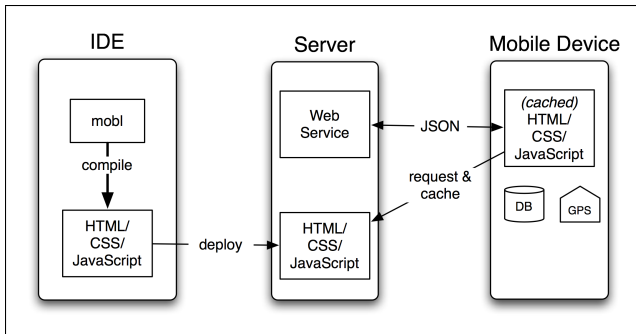 IDE
Server
Mobile Device
mobl
compile
HTML/
CSS/
JavaScript
deploy
Web
Service
HTML/
CSS/
JavaScript
JSON
request &
cache
(cached)
HTML/
CSS/
JavaScript
DB
GPS